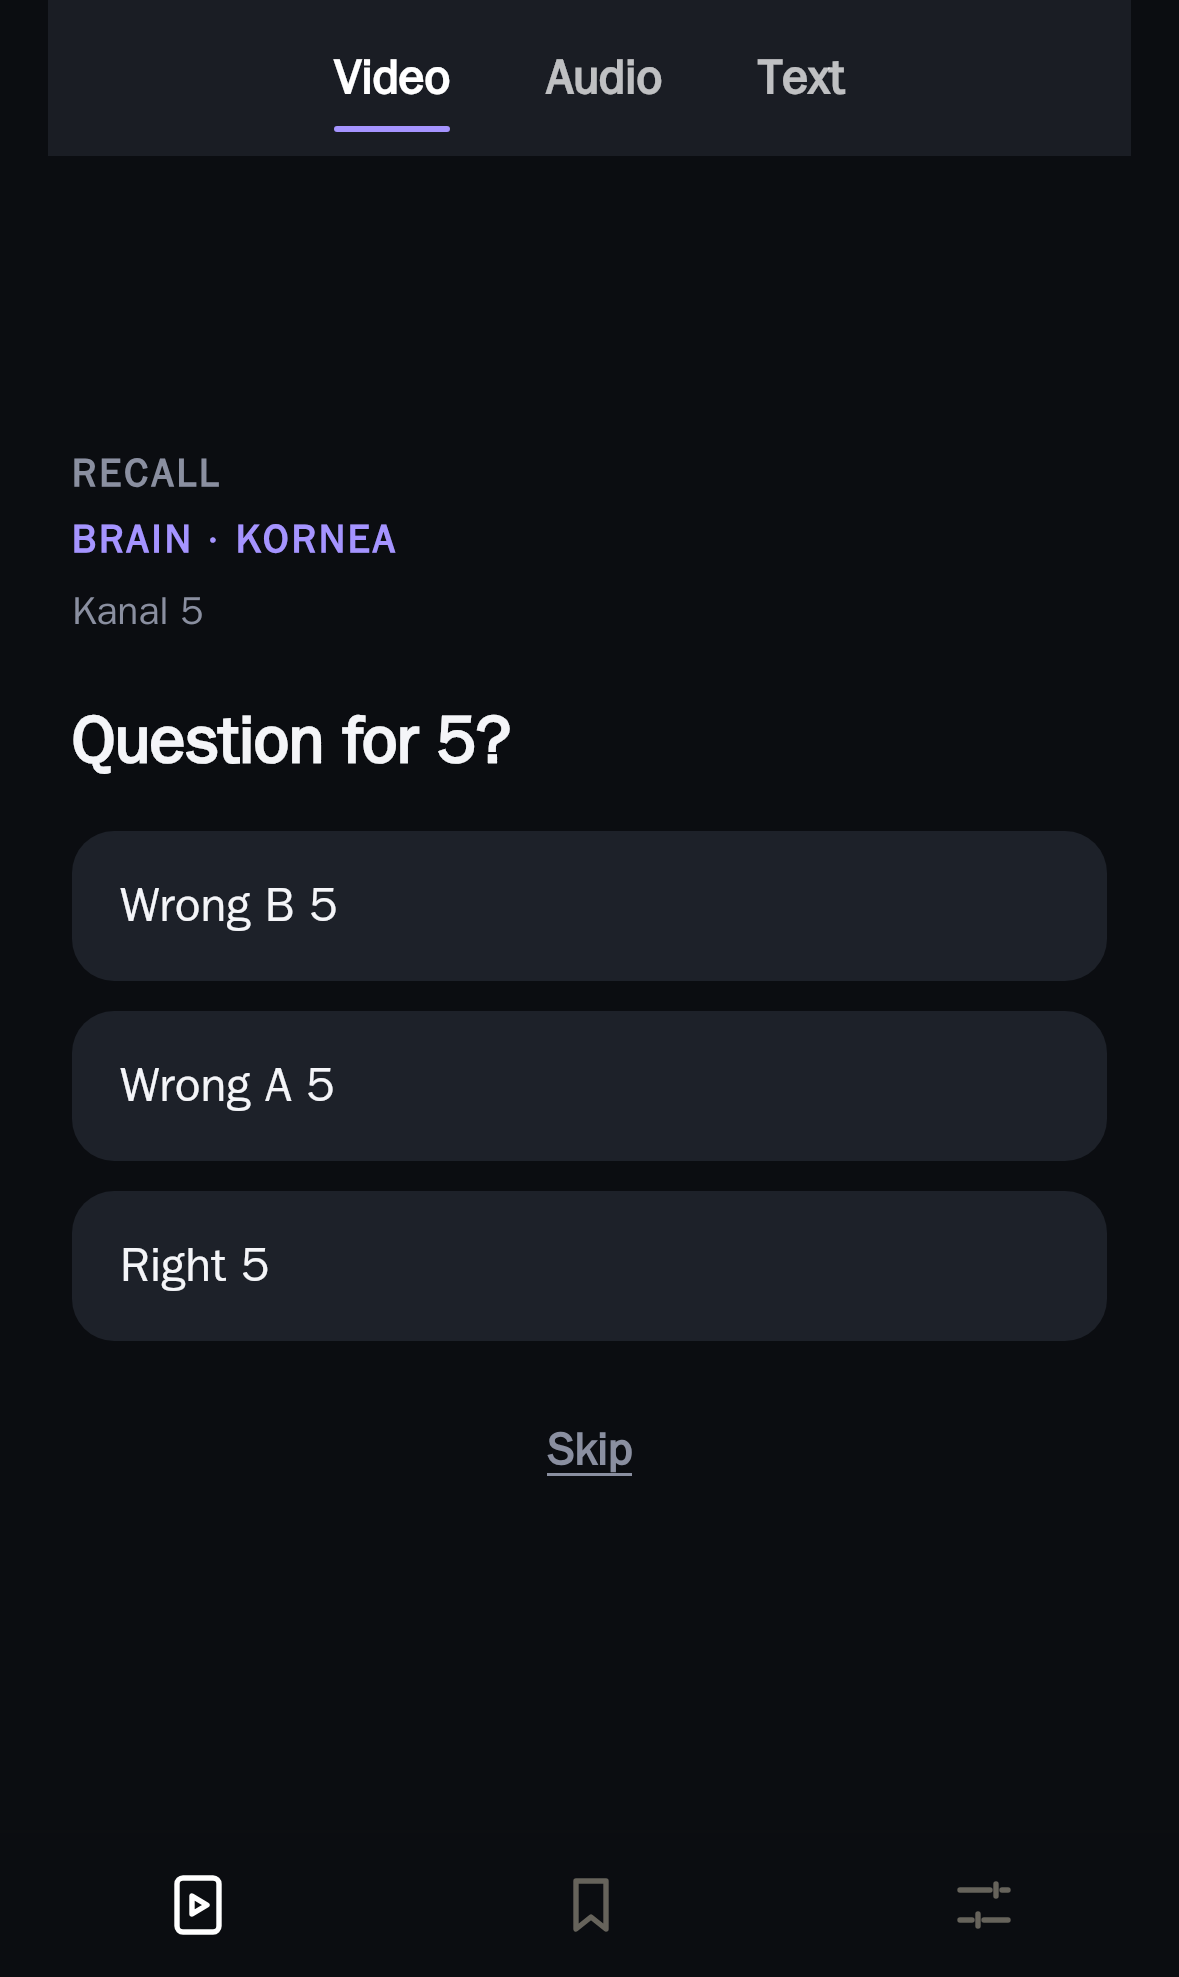 Video Audio Text
RECALL
BRAIN · KORNEA
Kanal 5
Question for 5?
Wrong B 5
Wrong A 5
Right 5
Skip